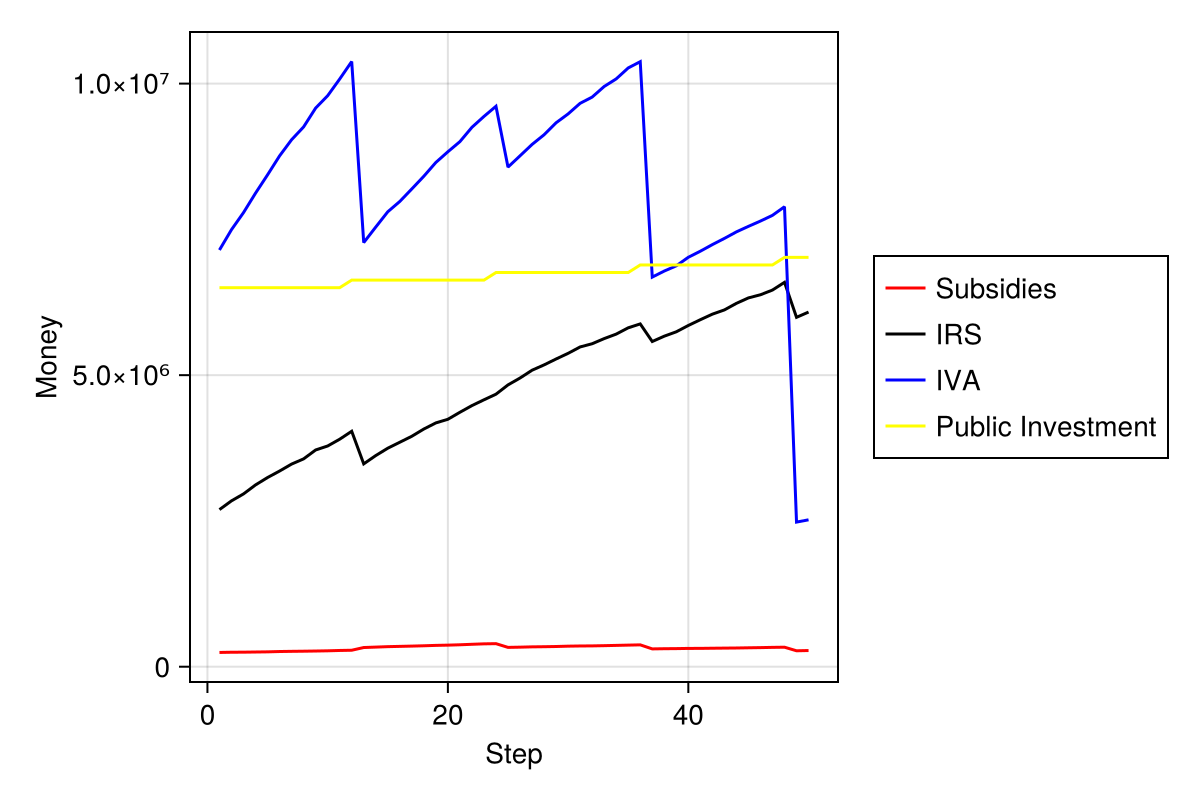 1.0×10⁷
5.0×10⁶
0
Money
0 20 40
Step
Subsidies
IRS
IVA
Public Investment